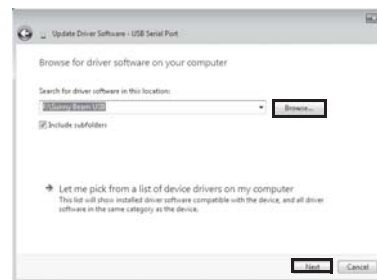 Update Driver Software - USB Serial Port
Browse for driver software on your computer
Search for driver software in this location:
F:\Sunny Beam USB
Browse...
Include subfolders
Let me pick from a list of device drivers on my computer
This list will show installed driver software compatible with the device, and all driver
software in the same category as the device.
Next Cancel